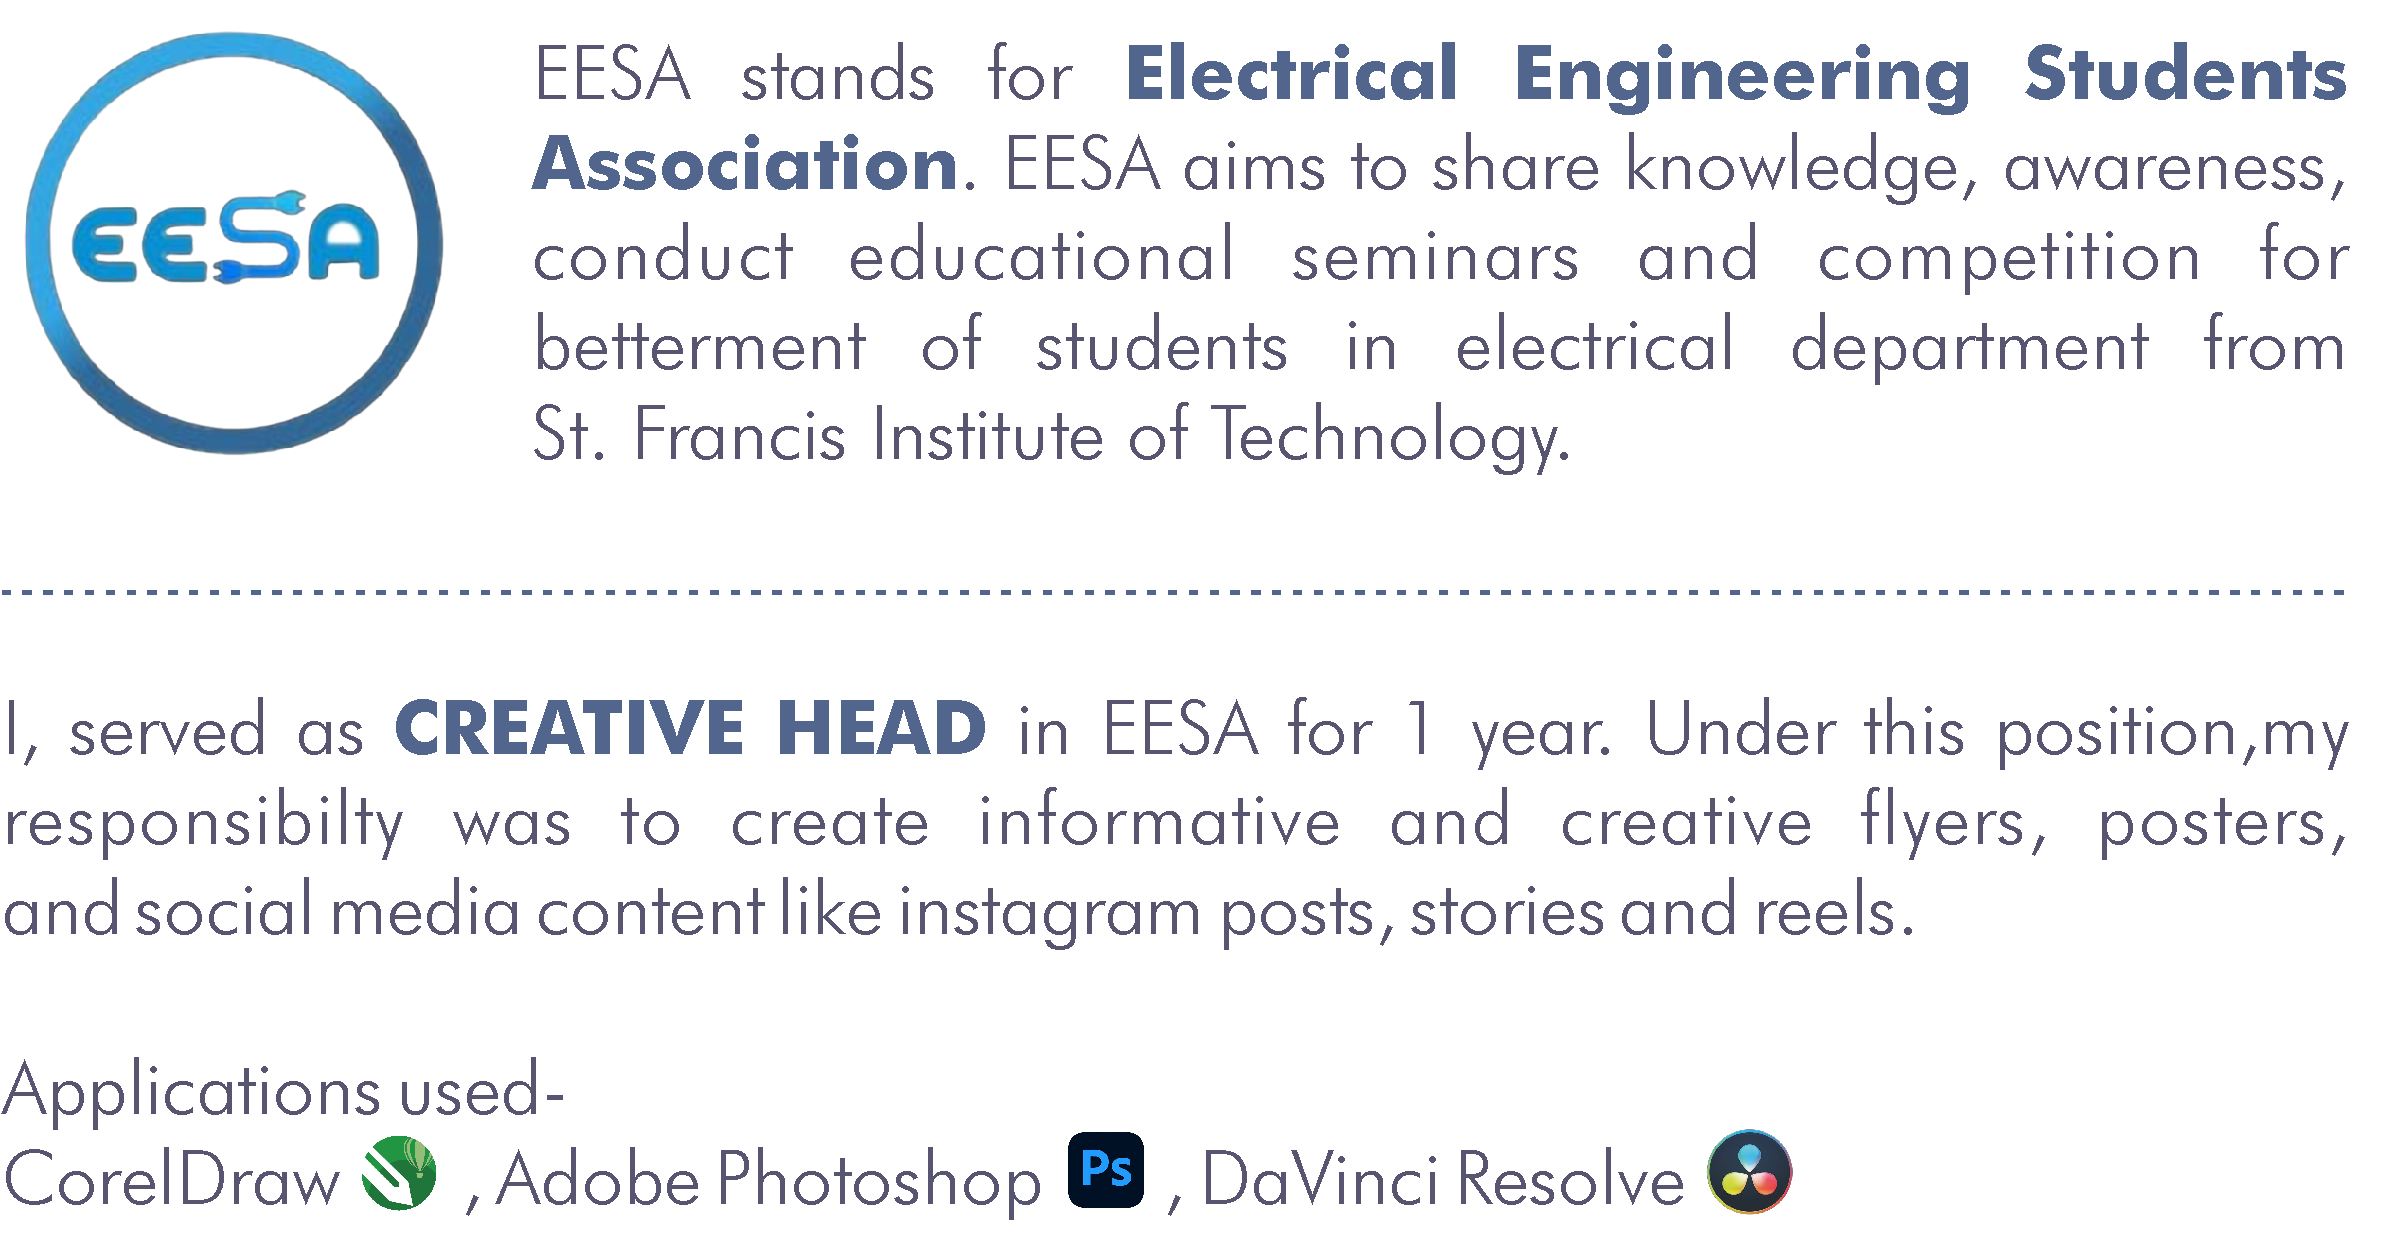 EESA
EESA stands for Electrical Engineering Students
Association. EESA aims to share knowledge, awareness,
conduct educational seminars and competition for
betterment of students in electrical department from
St. Francis Institute of Technology.
I, served as CREATIVE HEAD in EESA for 1 year. Under this position,my
responsibilty was to create informative and creative flyers, posters,
and social media content like instagram posts, stories and reels.
Applications used-
CorelDraw , Adobe Photoshop Ps , DaVinci Resolve